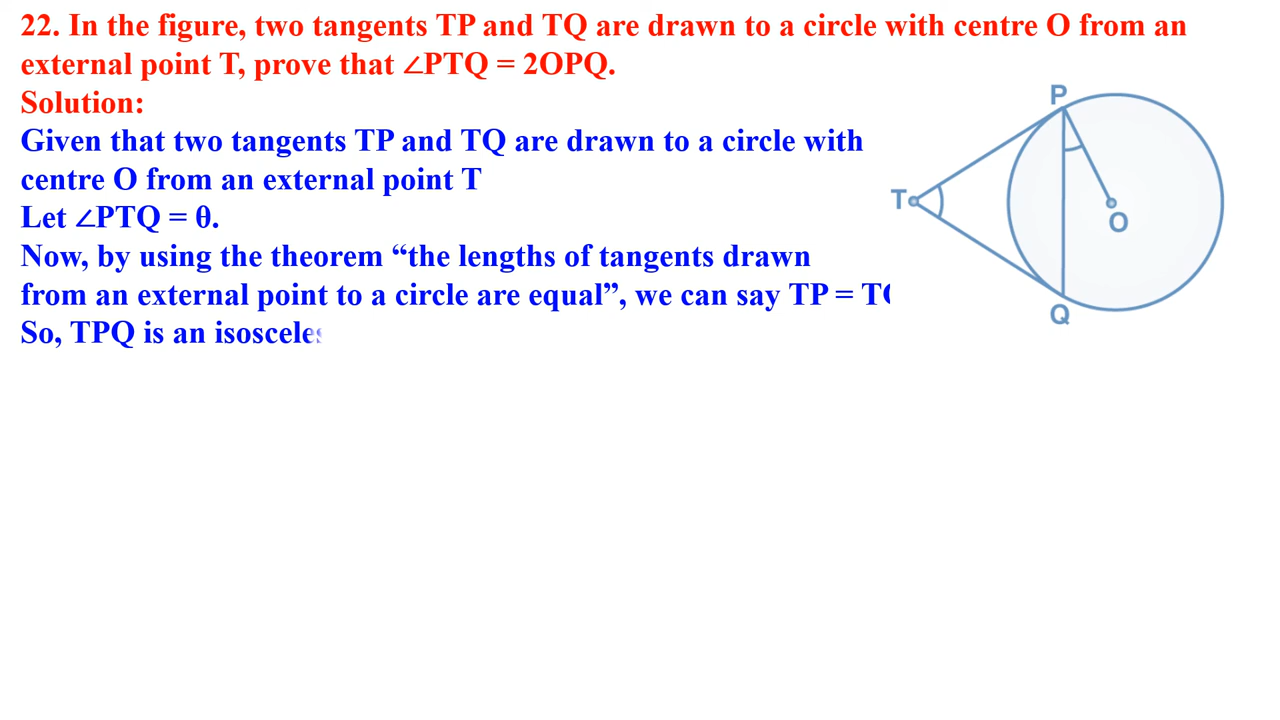 22. In the figure, two tangents TP and TQ are drawn to a circle with centre O from an
external point T, prove that ∠PTQ = 2OPQ.
Solution:
Given that two tangents TP and TQ are drawn to a circle with
centre O from an external point T
Let ∠PTQ = θ.
Now, by using the theorem “the lengths of tangents drawn
from an external point to a circle are equal”, we can say TP = TQ
So, TPQ is an isosceles
P
T
O
Q